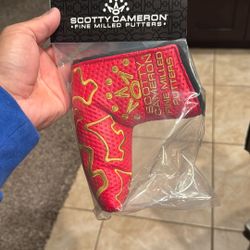 SCOTTY CAMERON
FINE MILLED PUTTERS
SCOTTY
CAMERON
FINE MILLED
PUTTERS